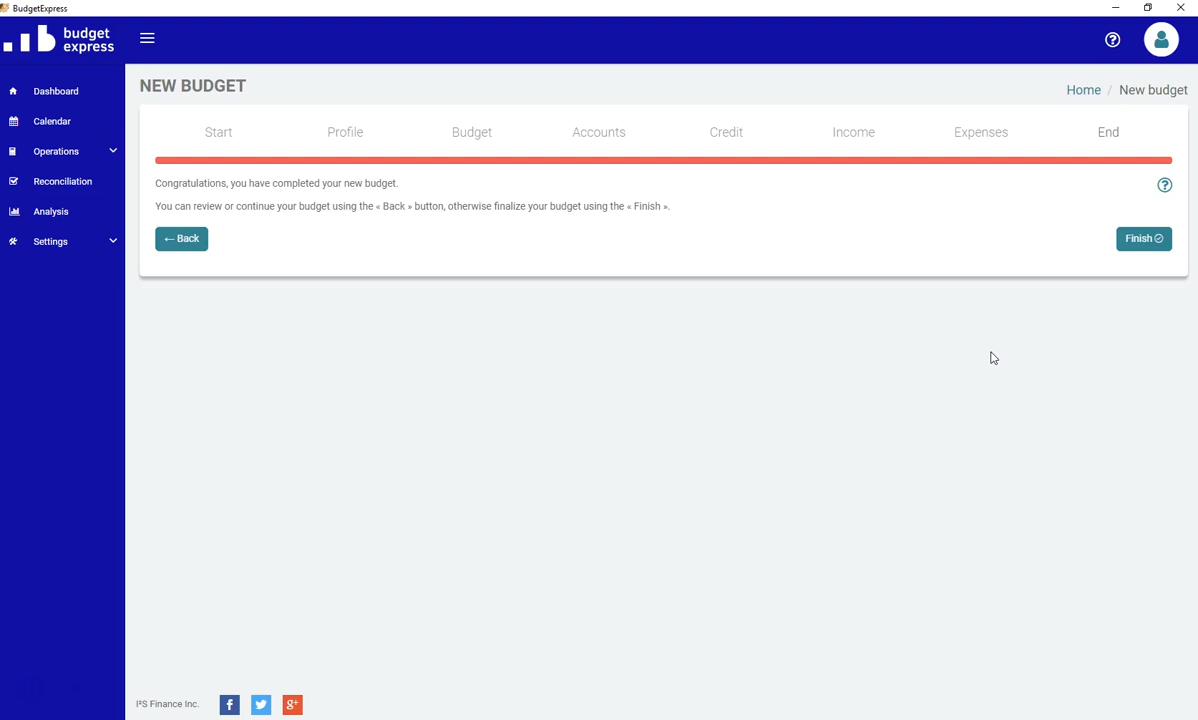 BudgetExpress
budget
express
NEW BUDGET
Home / New budget
Dashboard
Calendar
Operations
Reconciliation
Analysis
Settings
Start Profile Budget Accounts Credit Income Expenses End
Congratulations, you have completed your new budget.
You can review or continue your budget using the « Back » button, otherwise finalize your budget using the « Finish ».
← Back
Finish
I²S Finance Inc.
f
g+